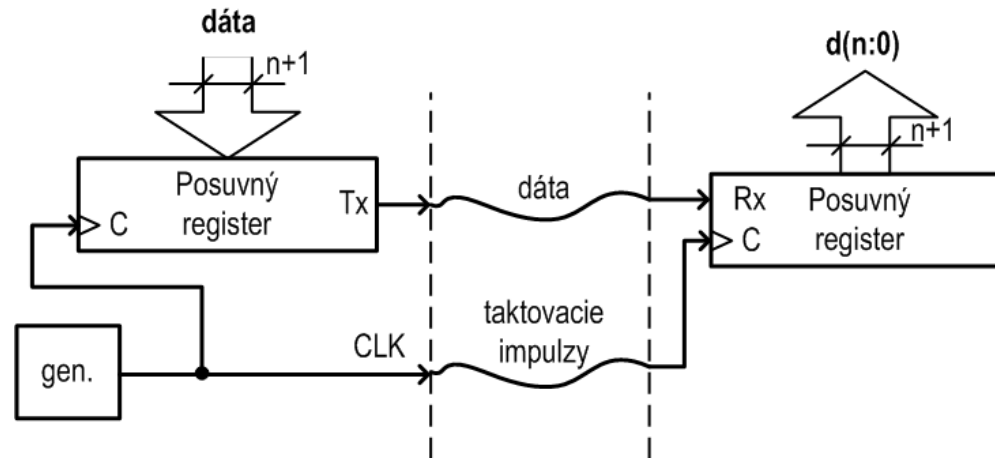 dáta
n+1
Posuvný
register
Tx
C
gen.
CLK
dáta
taktovacie
impulzy
d(n:0)
n+1
Rx
Posuvný
register
C